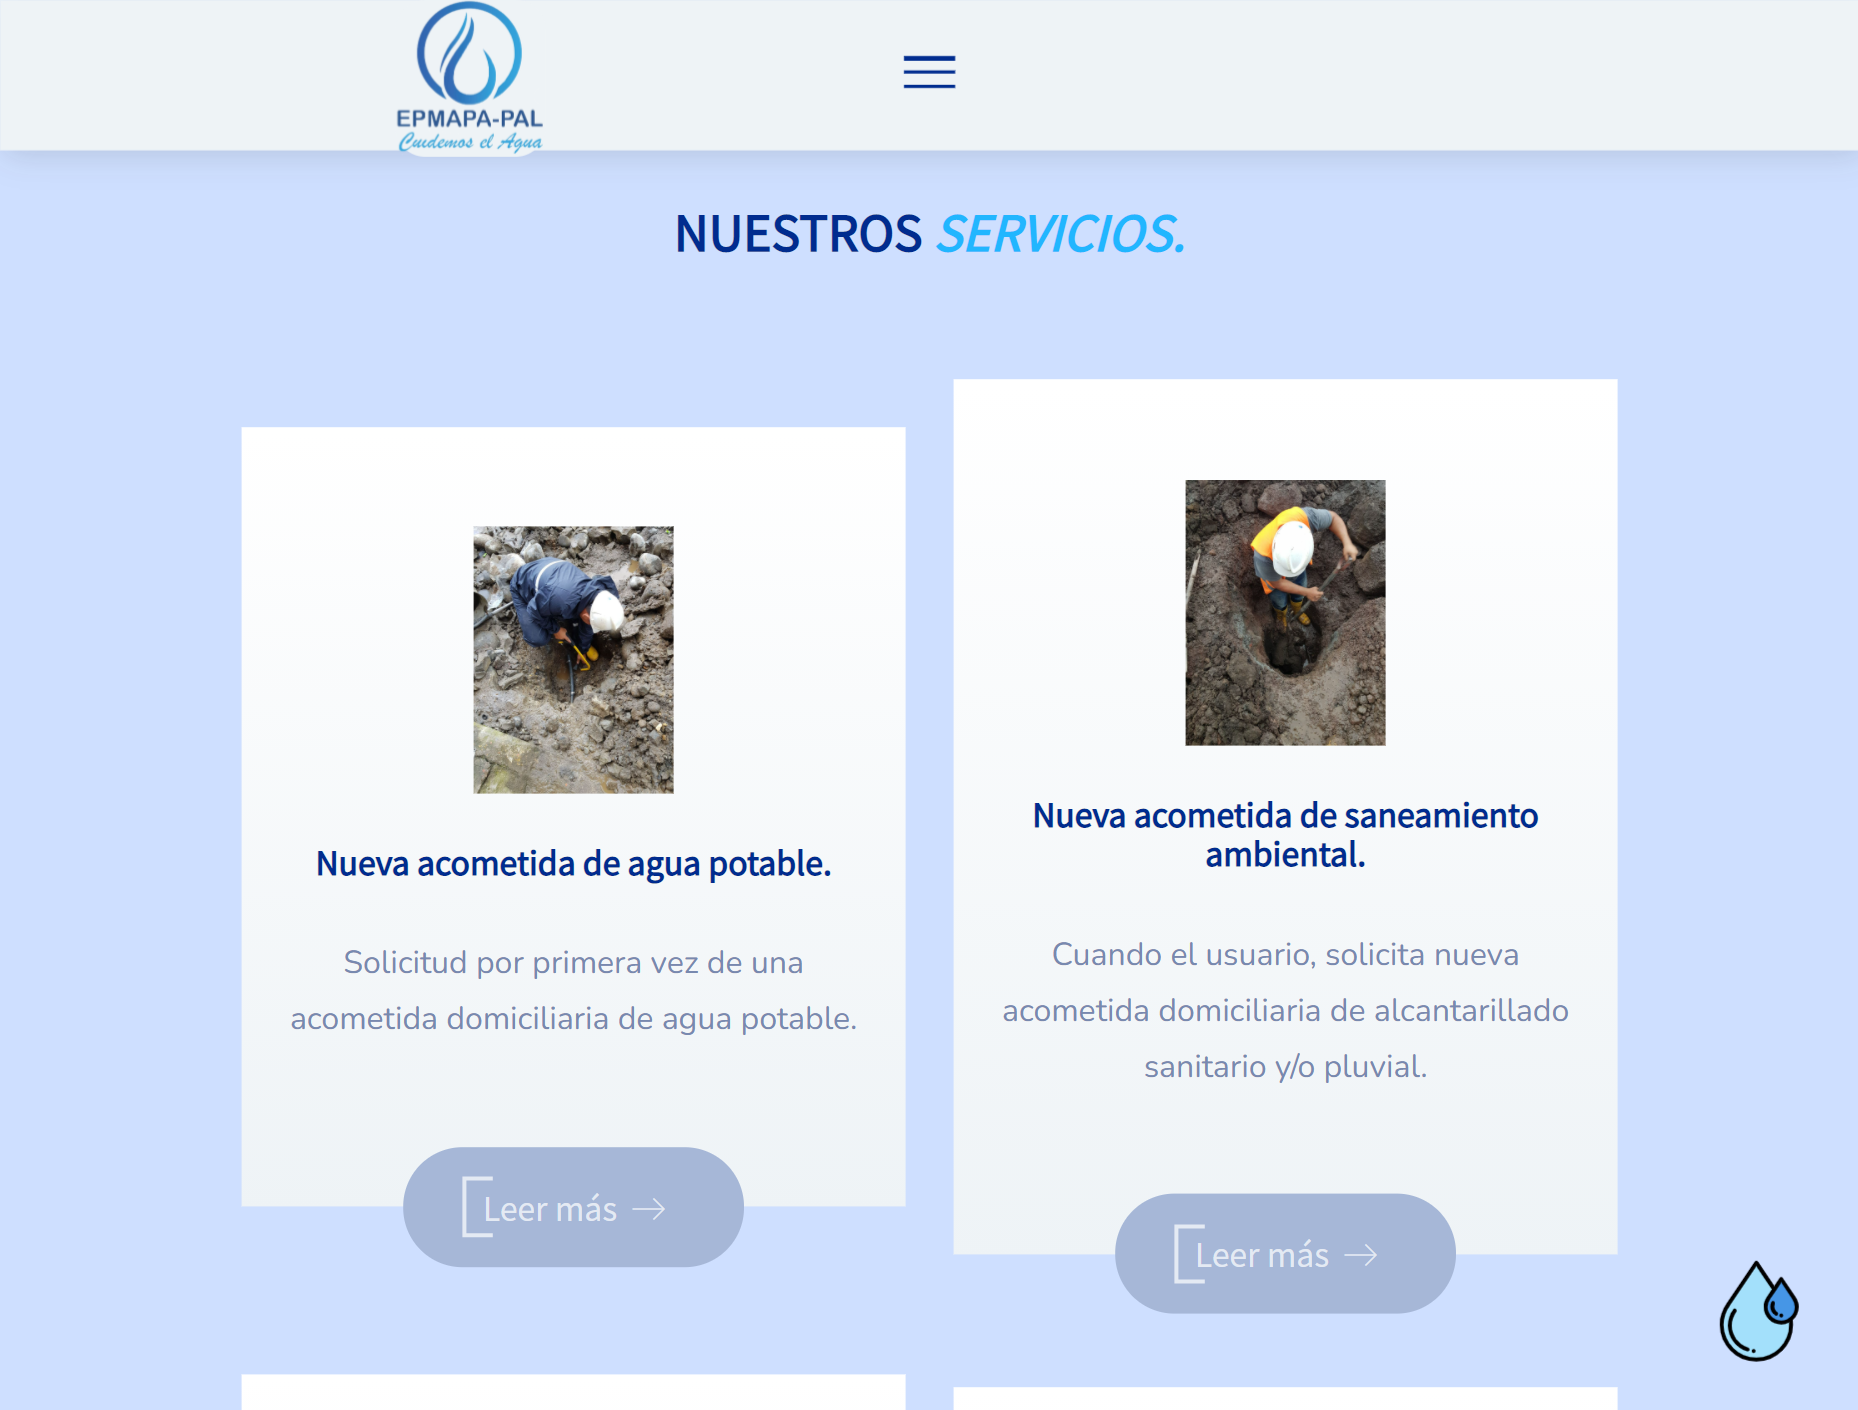 EPMAPA-PAL
Cuidemos el Agua
NUESTROS SERVICIOS.
Nueva acometida de agua potable.
Solicitud por primera vez de una
acometida domiciliaria de agua potable.
Leer más
Nueva acometida de saneamiento
ambiental.
Cuando el usuario, solicita nueva
acometida domiciliaria de alcantarillado
sanitario y/o pluvial.
Leer más